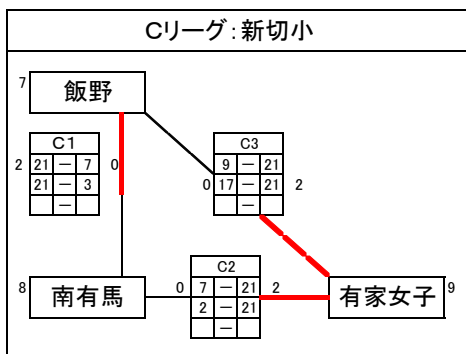 Cリーグ：新切小
7
飯野
C1
2 21 － 7 0
21 － 3
－
C3
9 － 21
0 17 － 21 2
－
C2
0 7 － 21 2
2 － 21
－
8 南有馬
有家女子 9